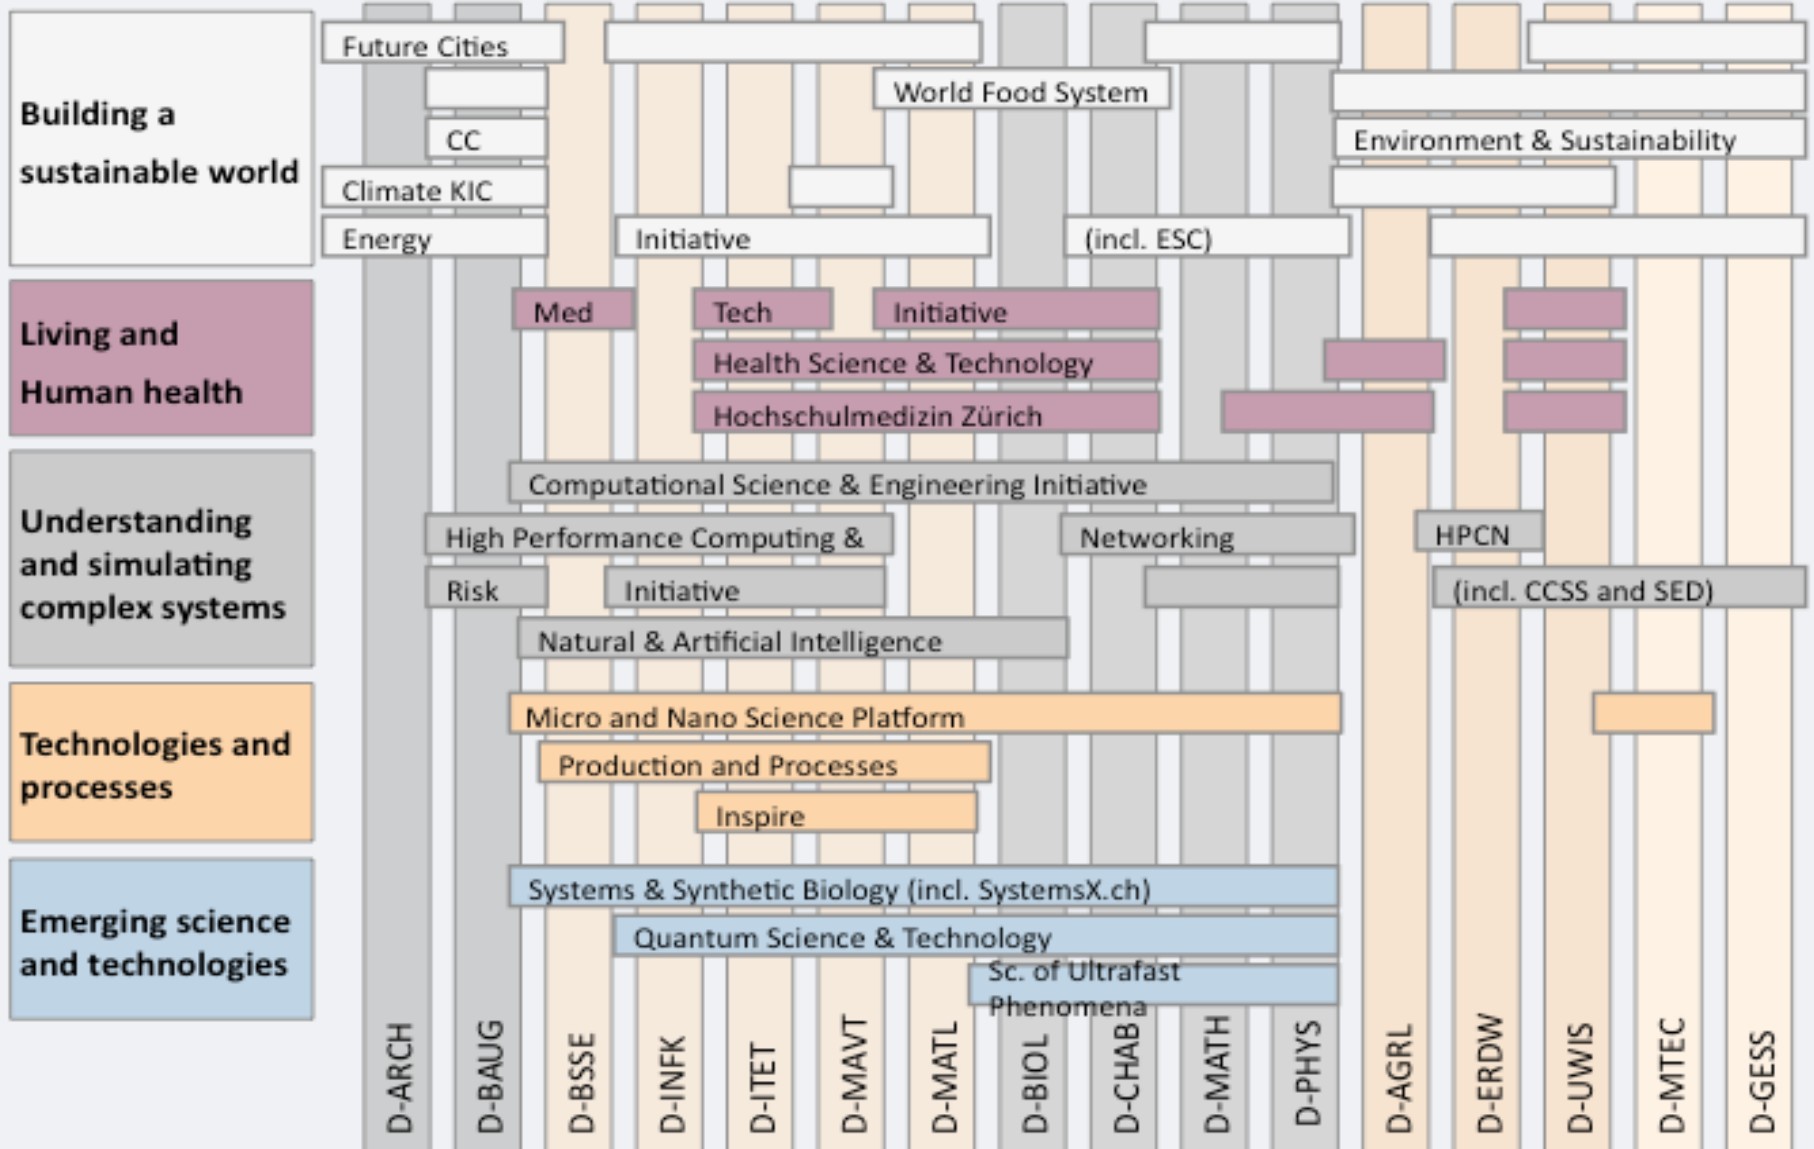 Building a
sustainable world
Future Cities
World Food System
CC
Environment & Sustainability
Climate KIC
Energy
Initiative
(incl. ESC)
Living and
Human health
Med
Tech
Initiative
Health Science & Technology
Hochschulmedizin Zürich
Understanding
and simulating
complex systems
Computational Science & Engineering Initiative
High Performance Computing &
Networking
HPCN
Risk
Initiative
(incl. CCSS and SED)
Natural & Artificial Intelligence
Technologies and
processes
Micro and Nano Science Platform
Production and Processes
Inspire
Emerging science
and technologies
Systems & Synthetic Biology (incl. SystemsX.ch)
Quantum Science & Technology
Sc. of Ultrafast
Phenomena
D-ARCH
D-BAUG
D-BSSE
D-INFK
D-ITET
D-MAVT
D-MATL
D-BIOL
D-CHAB
D-MATH
D-PHYS
D-AGRL
D-ERDW
D-UWIS
D-MTEC
D-GESS